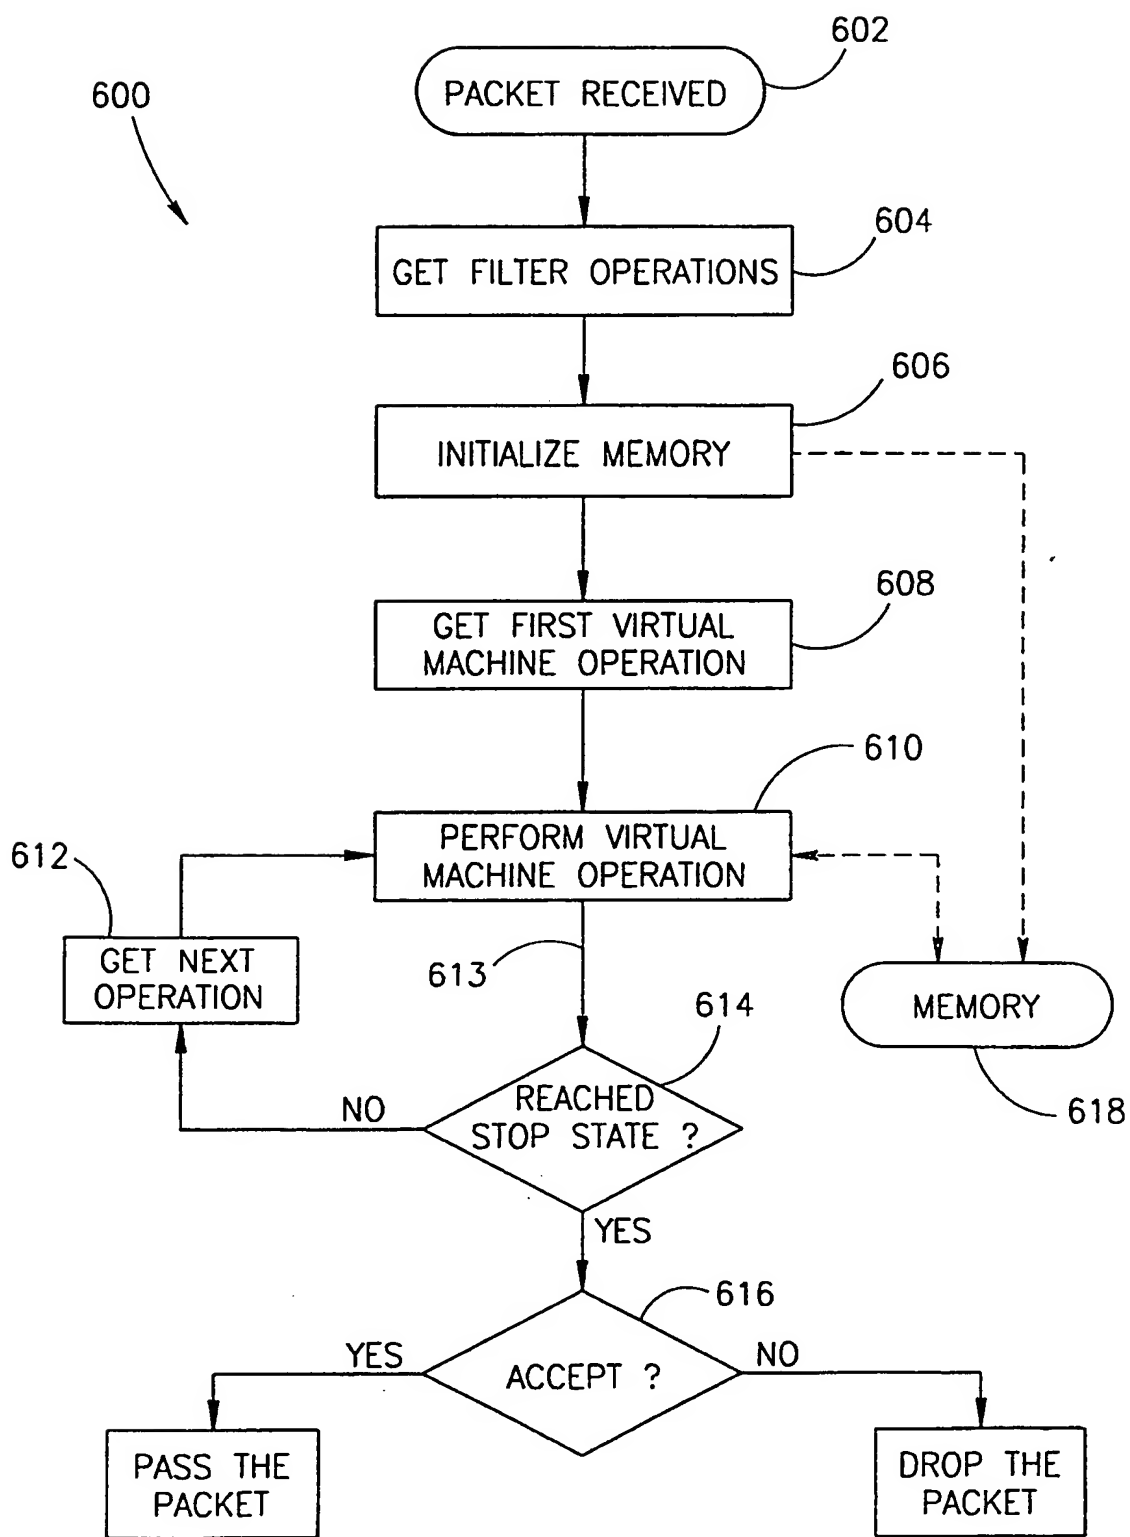 602
PACKET RECEIVED
600
604
GET FILTER OPERATIONS
606
INITIALIZE MEMORY
608
GET FIRST VIRTUAL
MACHINE OPERATION
610
PERFORM VIRTUAL
MACHINE OPERATION
612
GET NEXT
OPERATION
613
MEMORY
614
618
REACHED
STOP STATE ?
NO
YES
616
ACCEPT ?
YES
NO
PASS THE
PACKET
DROP THE
PACKET